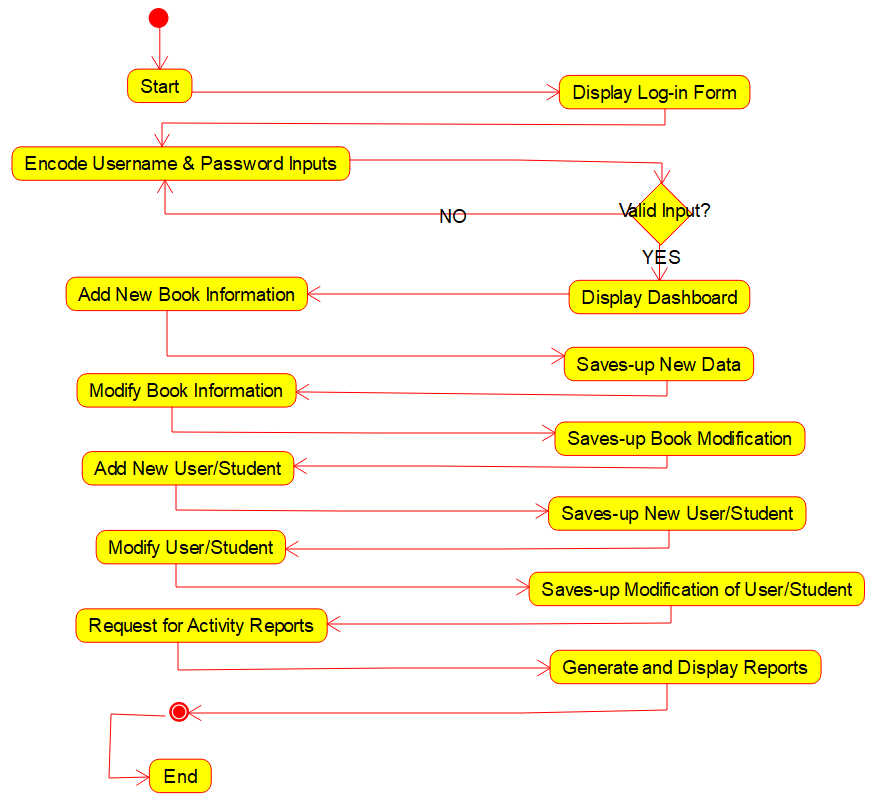 Start
Display Log-in Form
Encode Username & Password Inputs
Valid Input?
NO
YES
Add New Book Information
Display Dashboard
Saves-up New Data
Modify Book Information
Saves-up Book Modification
Add New User/Student
Saves-up New User/Student
Modify User/Student
Saves-up Modification of User/Student
Request for Activity Reports
Generate and Display Reports
End